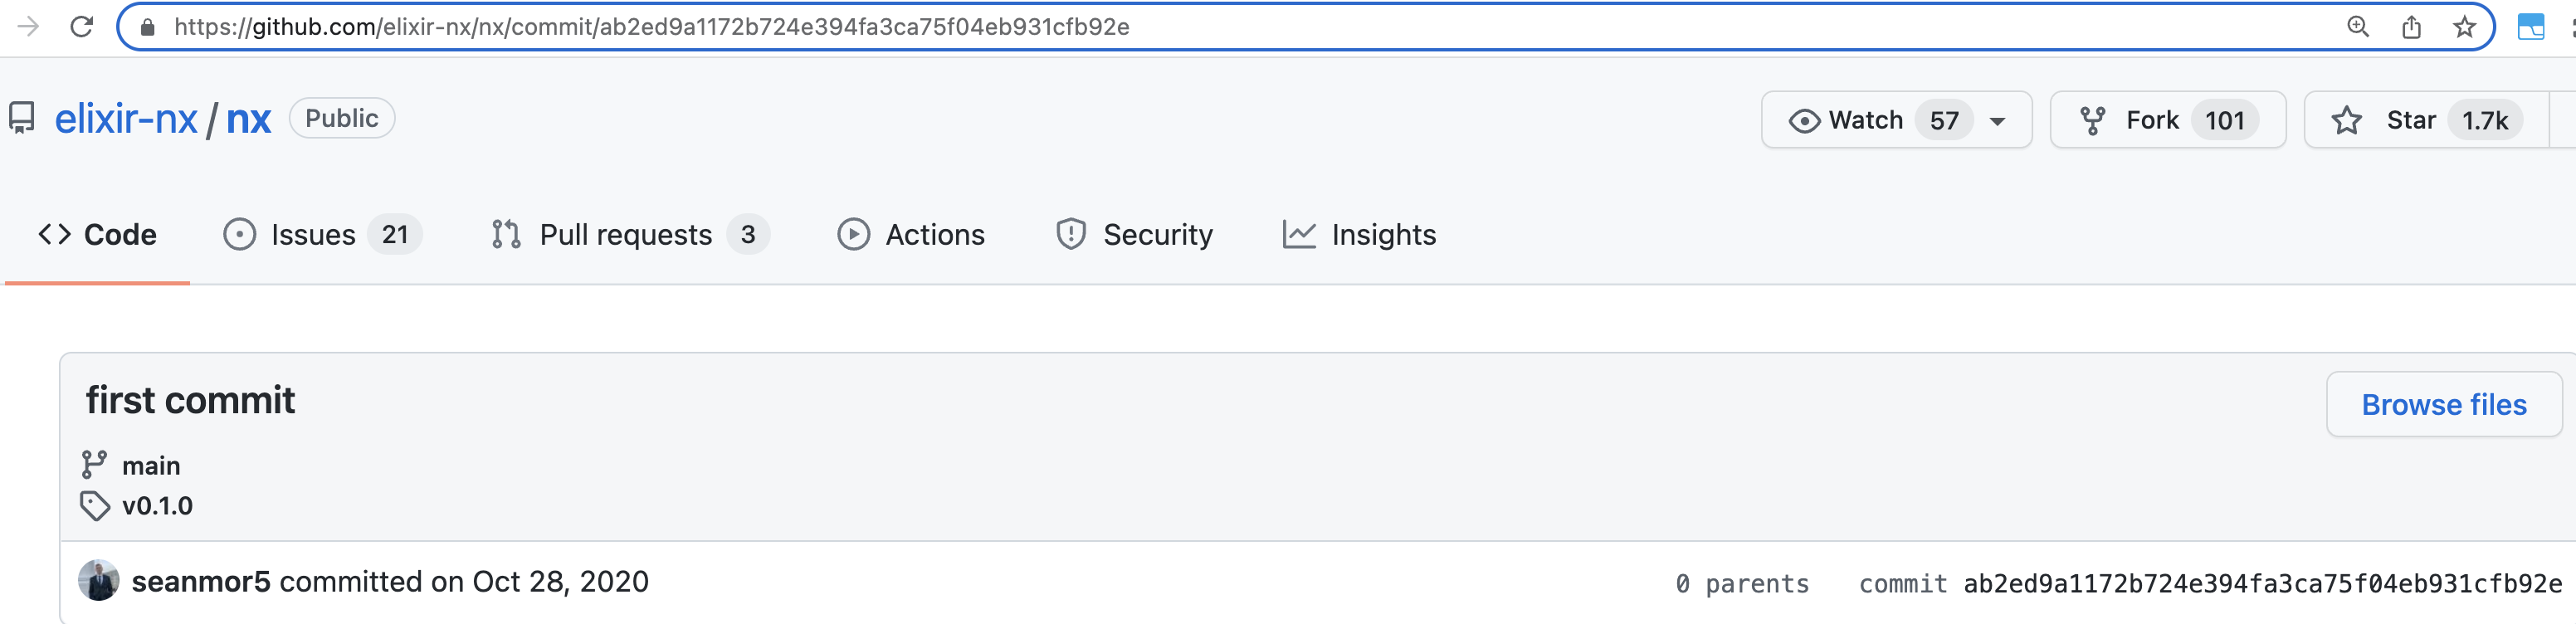 https://github.com/elixir-nx/nx/commit/ab2ed9a1172b724e394fa3ca75f04eb931cfb92e
elixir-nx / nx Public Watch 57 Fork 101 Star 1.7k
Code Issues 21 Pull requests 3 Actions Security Insights
first commit Browse files
main
v0.1.0
seanmor5 committed on Oct 28, 2020 0 parents commit ab2ed9a1172b724e394fa3ca75f04eb931cfb92e